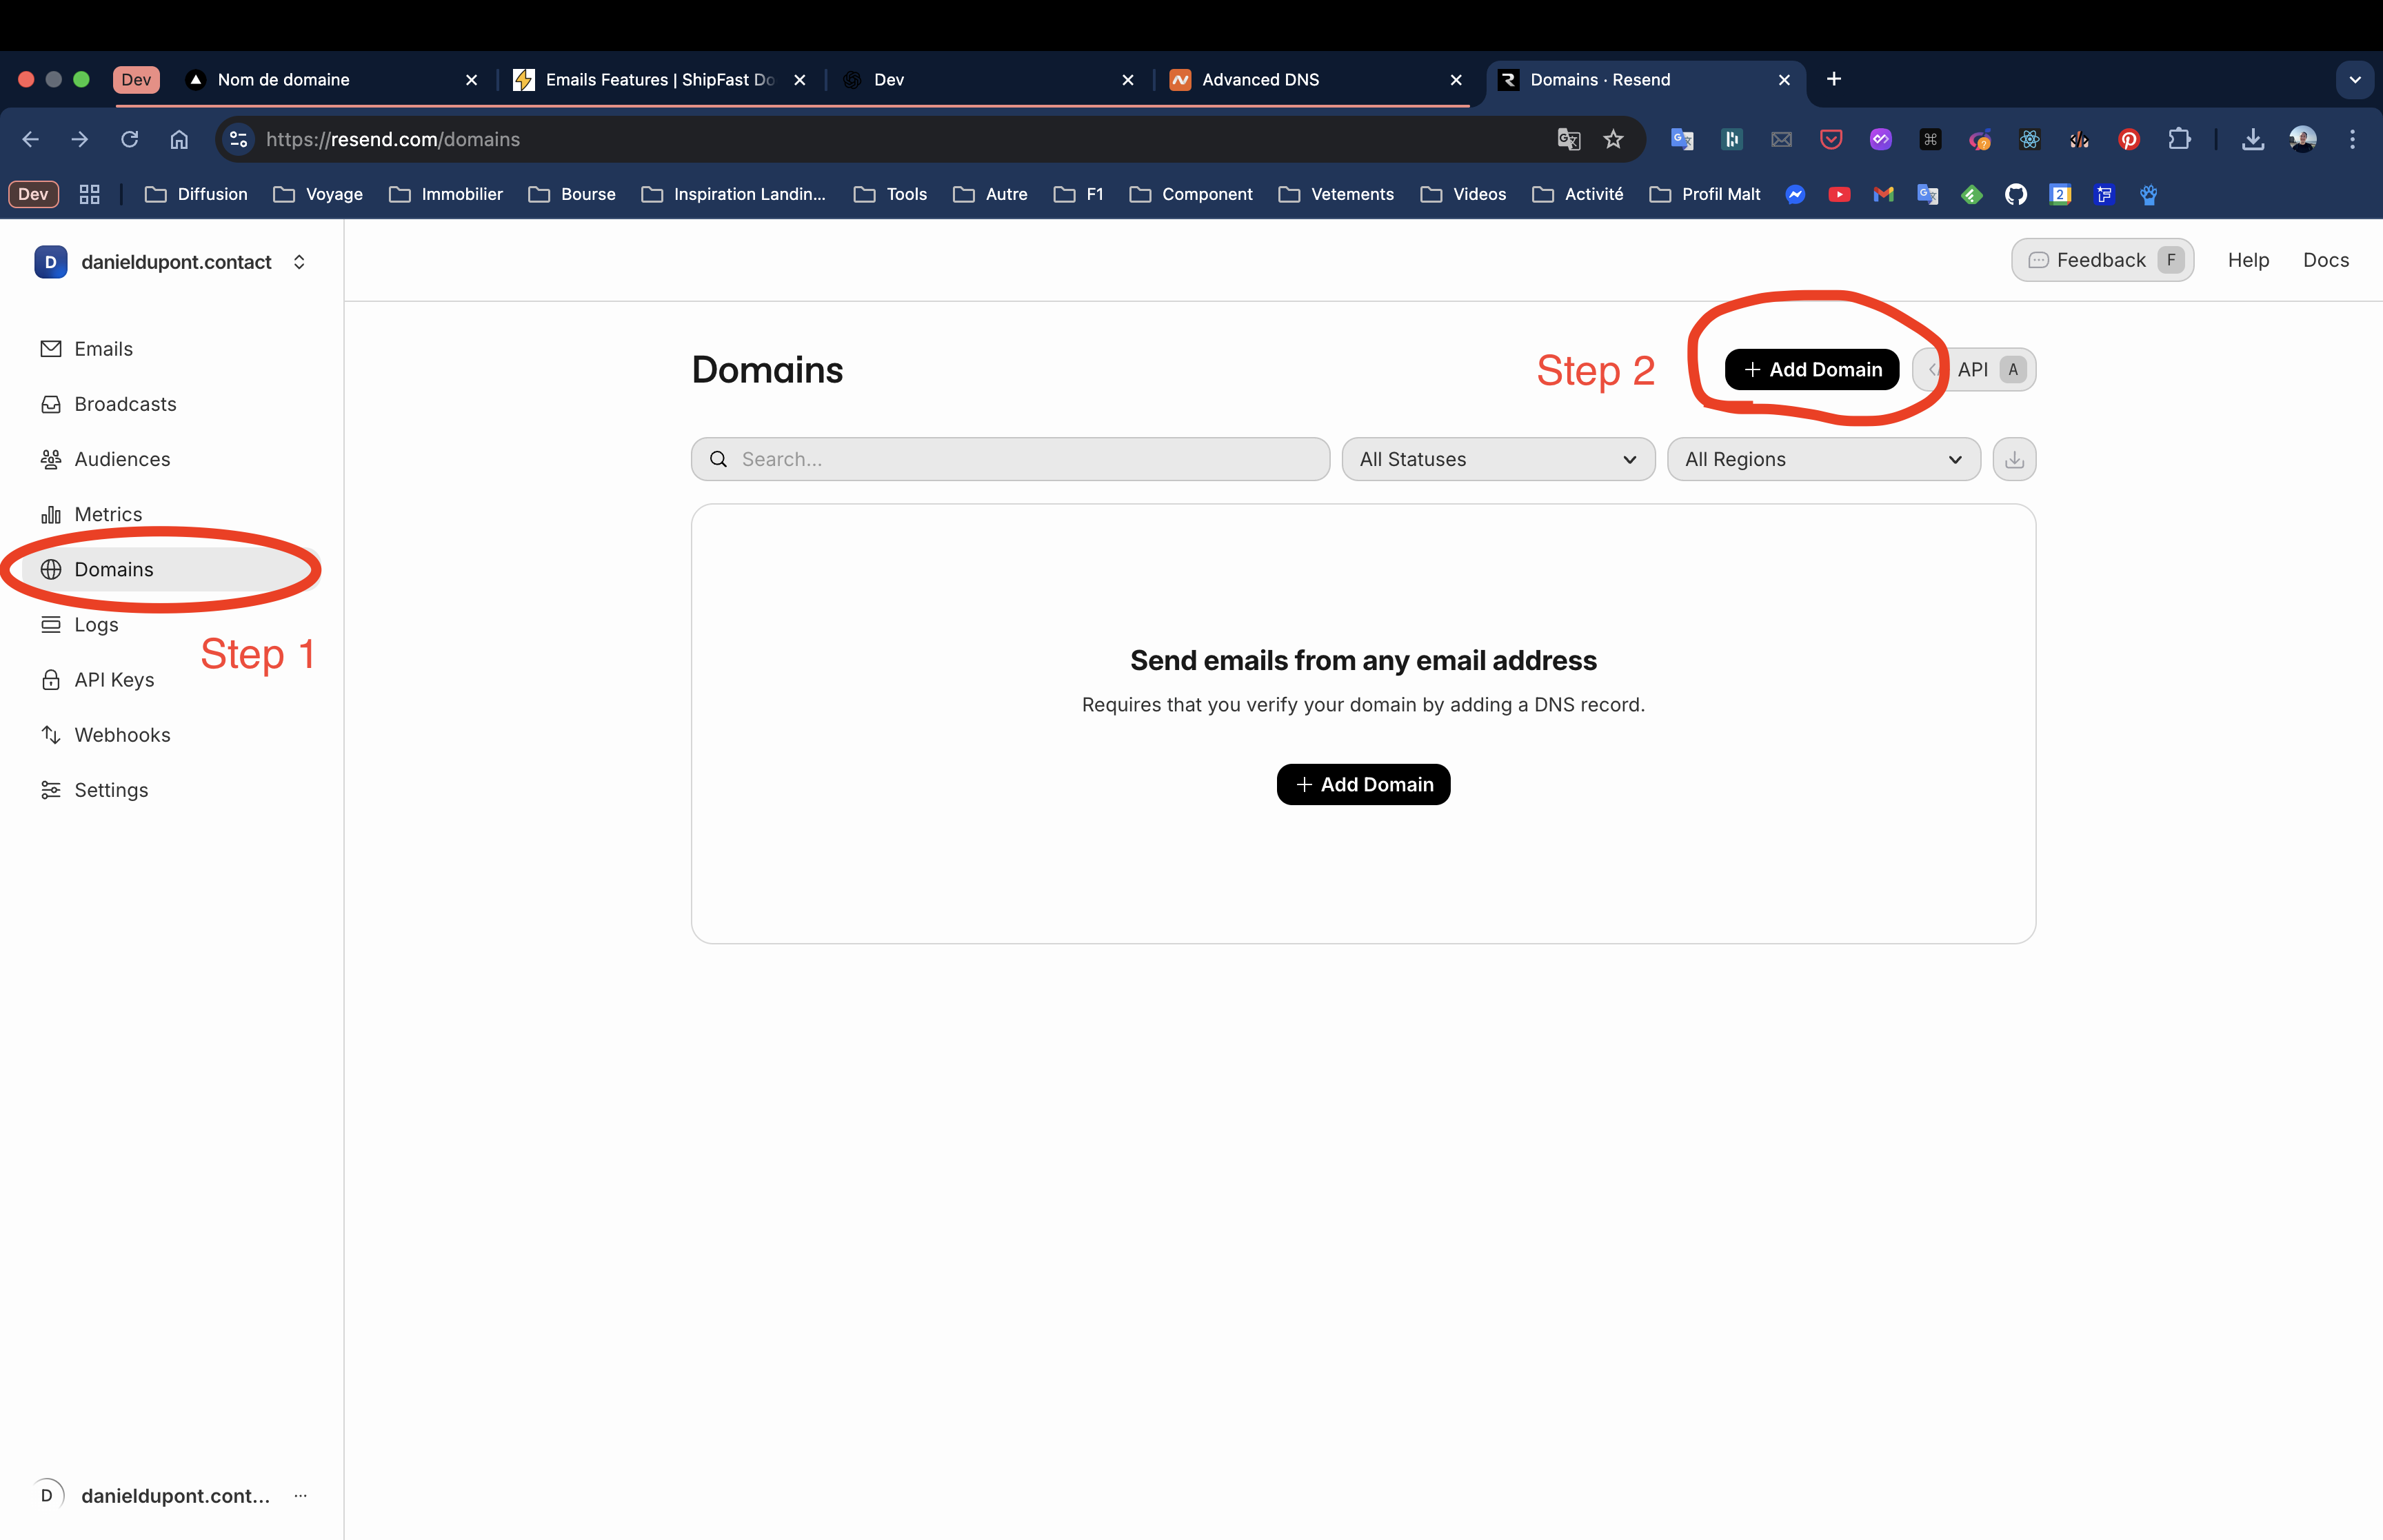 Dev
Nom de domaine
Emails Features | ShipFast Do
Dev
Advanced DNS
Domains · Resend
https://resend.com/domains
Dev
Diffusion
Voyage
Immobilier
Bourse
Inspiration Landin...
Tools
Autre
F1
Component
Vetements
Videos
Activité
Profil Malt
2
D danieldupont.contact
Feedback F
Help
Docs
Emails
Broadcasts
Audiences
Metrics
Domains
Logs
Step 1
API Keys
Webhooks
Settings
Domains
Step 2
+ Add Domain
API A
Search...
All Statuses
All Regions
Send emails from any email address
Requires that you verify your domain by adding a DNS record.
+ Add Domain
D danieldupont.cont... ...